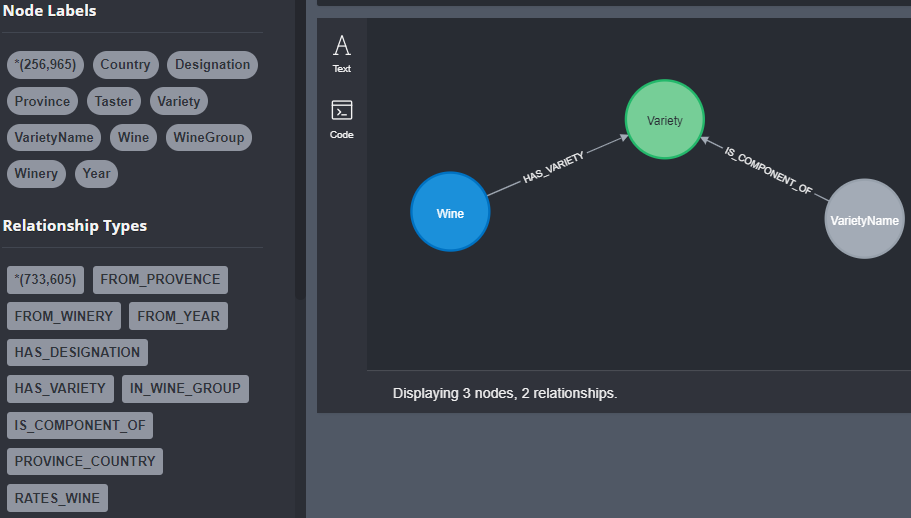 Node Labels
*(256,965) Country Designation
Province Taster Variety
VarietyName Wine WineGroup
Winery Year
Relationship Types
*(733,605) FROM_PROVENCE
FROM_WINERY FROM_YEAR
HAS_DESIGNATION
HAS_VARIETY IN_WINE_GROUP
IS_COMPONENT_OF
PROVINCE_COUNTRY
RATES_WINE
Text
Code
Variety
HAS_VARIETY
IS_COMPONENT_OF
Wine
VarietyName
Displaying 3 nodes, 2 relationships.